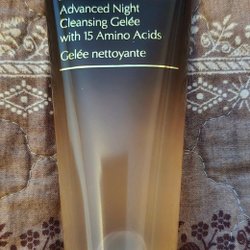 Advanced Night
Cleansing Gelée
with 15 Amino Acids
Gelée nettoyante